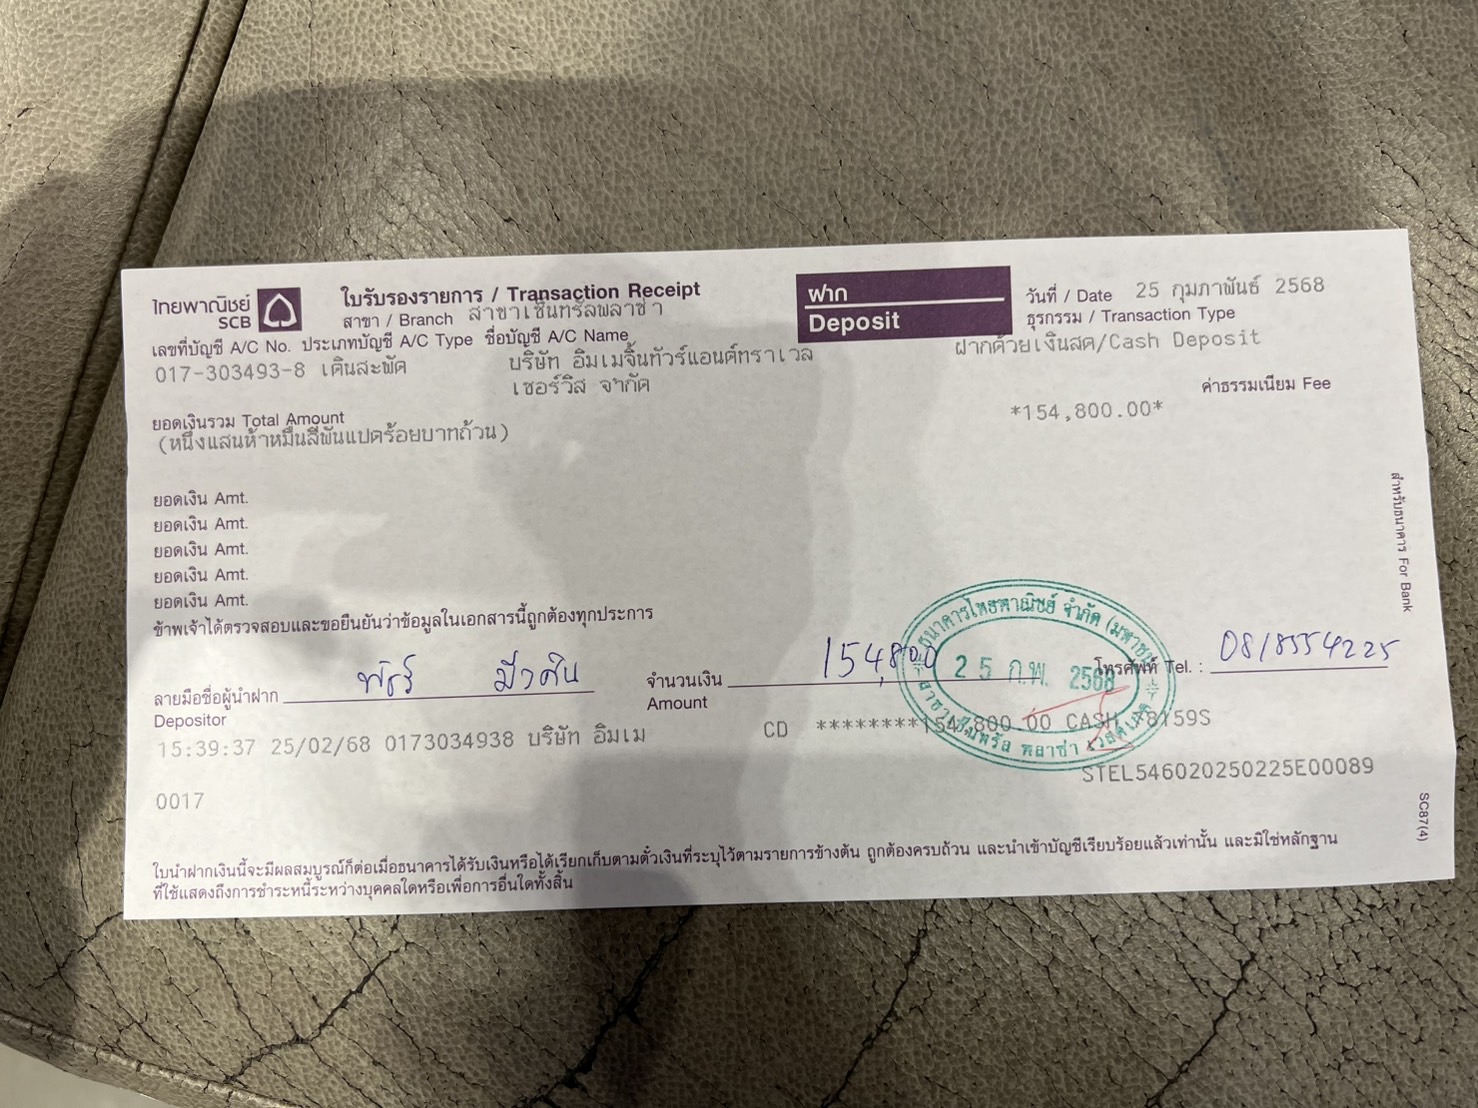 ไทยพาณิชย์
SCB
ใบรับรองรายการ / Transaction Receipt
สาขา / Branch สาขาเซ็นทรัลพลาซ่า
ฝาก
Deposit
วันที่ / Date 25 กุมภาพันธ์ 2568
ธุรกรรม / Transaction Type
ฝากด้วยเงินสด/Cash Deposit
เลขที่บัญชี A/C No. ประเภทบัญชี A/C Type ชื่อบัญชี A/C Name
017-303493-8 เดินสะพัด บริษัท อิมเมจิ้นทัวร์แอนด์ทราเวล
เซอร์วิส จำกัด
ค่าธรรมเนียม Fee
ยอดเงินรวม Total Amount *154,800.00*
(หนึ่งแสนห้าหมื่นสี่พันแปดร้อยบาทถ้วน)
ยอดเงิน Amt.
ยอดเงิน Amt.
ยอดเงิน Amt.
ยอดเงิน Amt.
ยอดเงิน Amt.
ข้าพเจ้าได้ตรวจสอบและขอยืนยันว่าข้อมูลในเอกสารนี้ถูกต้องทุกประการ
ลายมือชื่อผู้นำฝาก
Depositor
จำนวนเงิน 154,800
Amount
โทรศัพท์ Tel. : 0818554225
ธนาคารไทยพาณิชย์ จำกัด (มหาชน)
25 ก.พ. 2568
15:39:37 25/02/68 0173034938 บริษัท อิมเม CD ********154,800.00 CASH *8159S
STEL546020250225E00089
0017
ใบนำฝากเงินนี้จะมีผลสมบูรณ์ก็ต่อเมื่อธนาคารได้รับเงินหรือได้เรียกเก็บตามตั๋วเงินที่ระบุไว้ตามรายการข้างต้น ถูกต้องครบถ้วน และนำเข้าบัญชีเรียบร้อยแล้วเท่านั้น และมิใช่หลักฐาน
ที่ใช้แสดงถึงการชำระหนี้ระหว่างบุคคลใดหรือเพื่อการอื่นใดทั้งสิ้น
สำหรับธนาคาร For Bank
SC87(4)